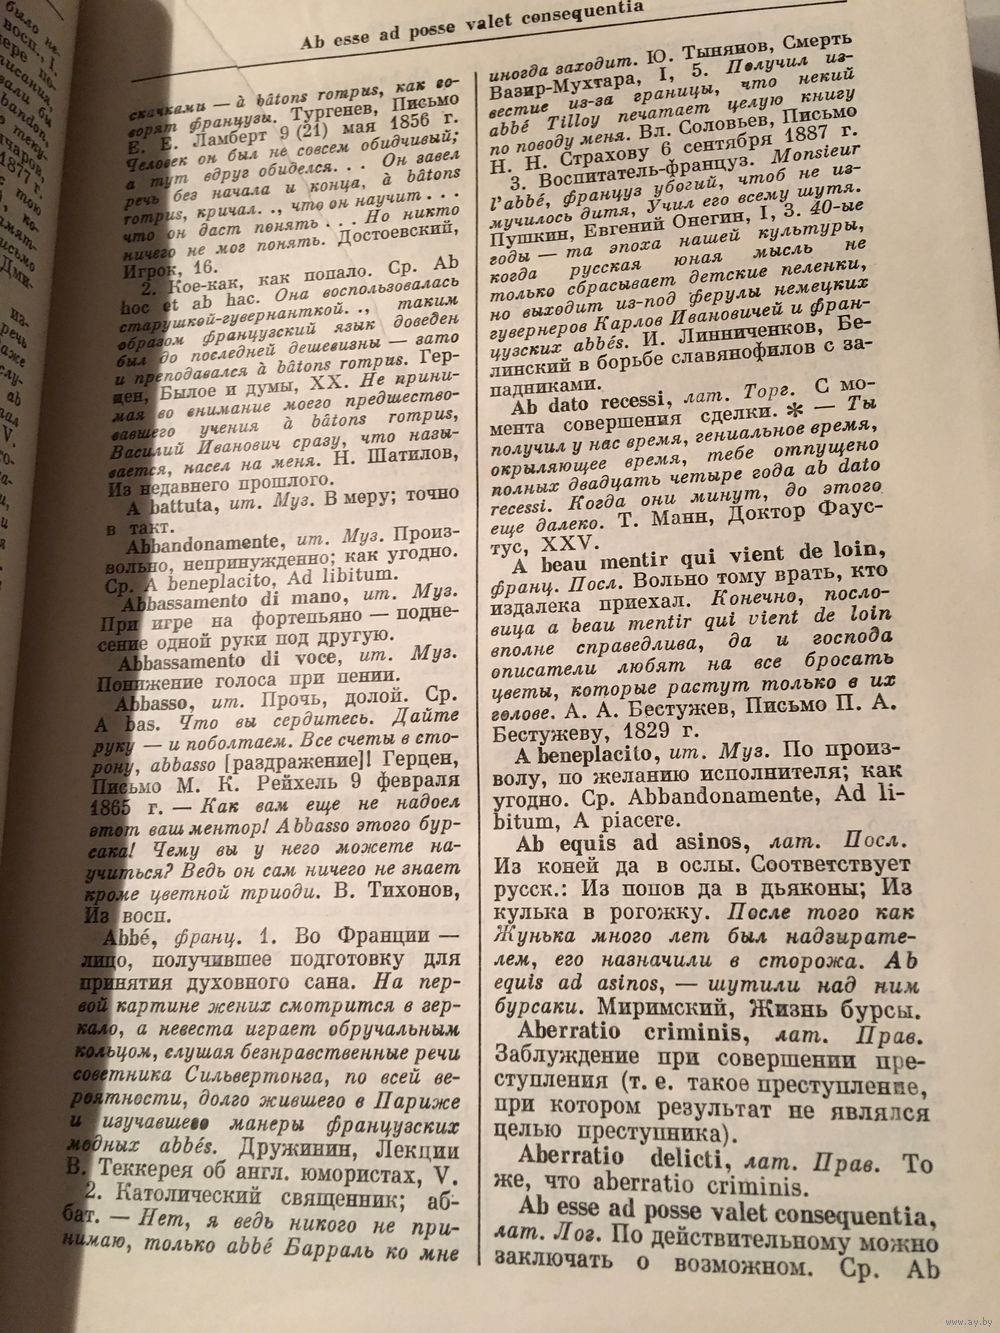 было не-
восп., I.
Ab esse ad posse valet consequentia
скачками — à bâtons rompus, как го-
ворят французы. Тургенев, Письмо
Е. Е. Ламберт 9 (21) мая 1856 г.
Человек он был не совсем обидчивый;
а тут вдруг обиделся. . . Он завел
речь без начала и конца, à bâtons
rompus, кричал. ., что он научит . . .
что он даст понять . . . Но никто
ничего не мог понять. Достоевский,
Игрок, 16.
2. Кое-как, как попало. Ср. Ab
hoc et ab hac. Она воспользовалась
старушкой-гувернанткой. ., таким
образом французский язык доведен
был до последней дешевизны — зато
и преподавался à bâtons rompus. Гер-
цен, Былое и думы, XX. Не прини-
мая во внимание моего предшество-
вавшего учения à bâtons rompus,
Василий Иванович сразу, что назы-
вается, насел на меня. Н. Шатилов,
Из недавнего прошлого.
A battuta, ит. Муз. В меру; точно
в такт.
Abbandonamente, ит. Муз. Произ-
вольно, непринужденно; как угодно.
Ср. A beneplacito, Ad libitum.
Abbassamento di mano, ит. Муз.
При игре на фортепьяно — подне-
сение одной руки под другую.
Abbassamento di voce, ит. Муз.
Понижение голоса при пении.
Abbasso, ит. Прочь, долой. Ср.
A bas. Что вы сердитесь. Дайте
руку — и поболтаем. Все счеты в сто-
рону, abbasso [раздражение]! Герцен,
Письмо М. К. Рейхель 9 февраля
1865 г. — Как вам еще не надоел
этот ваш ментор! Abbasso этого бур-
сака! Чему вы у него можете на-
учиться? Ведь он сам ничего не знает
кроме цветной триоди. В. Тихонов,
Из восп.
Abbé, франц. 1. Во Франции —
лицо, получившее подготовку для
принятия духовного сана. На пер-
вой картине жених смотрится в зер-
кало, а невеста играет обручальным
кольцом, слушая безнравственные речи
советника Сильвертонга, по всей ве-
роятности, долго жившего в Париже
и изучавшего манеры французских
модных abbés. Дружинин, Лекции
В. Теккерея об англ. юмористах, V.
2. Католический священник; аб-
бат. — Нет, я ведь никого не при-
нимаю, только abbé Барраль ко мне
иногда заходит. Ю. Тынянов, Смерть
Вазир-Мухтара, I, 5. Получил из-
вестие из-за границы, что некий
abbé Tilloy печатает целую книгу
по поводу меня. Вл. Соловьев, Письмо
Н. Н. Страхову 6 сентября 1887 г.
3. Воспитатель-француз. Monsieur
l'abbé, француз убогий, чтоб не из-
мучилось дитя, Учил его всему шутя.
Пушкин, Евгений Онегин, I, 3. 40-ые
годы — та эпоха нашей культуры,
когда русская юная мысль не
только сбрасывает детские пеленки,
но выходит из-под ферулы немецких
гувернеров Карлов Ивановичей и фран-
цузских abbés. И. Линниченков, Бе-
линский в борьбе славянофилов с за-
падниками.
Ab dato recessi, лат. Торг. С мо-
мента совершения сделки. ✻ — Ты
получил у нас время, гениальное время,
окрыляющее время, тебе отпущено
полных двадцать четыре года ab dato
recessi. Когда они минут, до этого
еще далеко. Т. Манн, Доктор Фаус-
тус, XXV.
A beau mentir qui vient de loin,
франц. Посл. Вольно тому врать, кто
издалека приехал. Конечно, посло-
вица a beau mentir qui vient de loin
вполне справедлива, да и господа
описатели любят на все бросать
цветы, которые растут только в их
голове. А. А. Бестужев, Письмо П. А.
Бестужеву, 1829 г.
A beneplacito, ит. Муз. По произ-
волу, по желанию исполнителя; как
угодно. Ср. Abbandonamente, Ad li-
bitum, A piacere.
Ab equis ad asinos, лат. Посл.
Из коней да в ослы. Соответствует
русск.: Из попов да в дьяконы; Из
кулька в рогожку. После того как
Жунька много лет был надзирате-
лем, его назначили в сторожа. Ab
equis ad asinos, — шутили над ним
бурсаки. Миримский, Жизнь бурсы.
Aberratio criminis, лат. Прав.
Заблуждение при совершении пре-
ступления (т. е. такое преступление,
при котором результат не являлся
целью преступника).
Aberratio delicti, лат. Прав. То
же, что aberratio criminis.
Ab esse ad posse valet consequentia,
лат. Лог. По действительному можно
заключать о возможном. Ср. Ab
www.ay.by